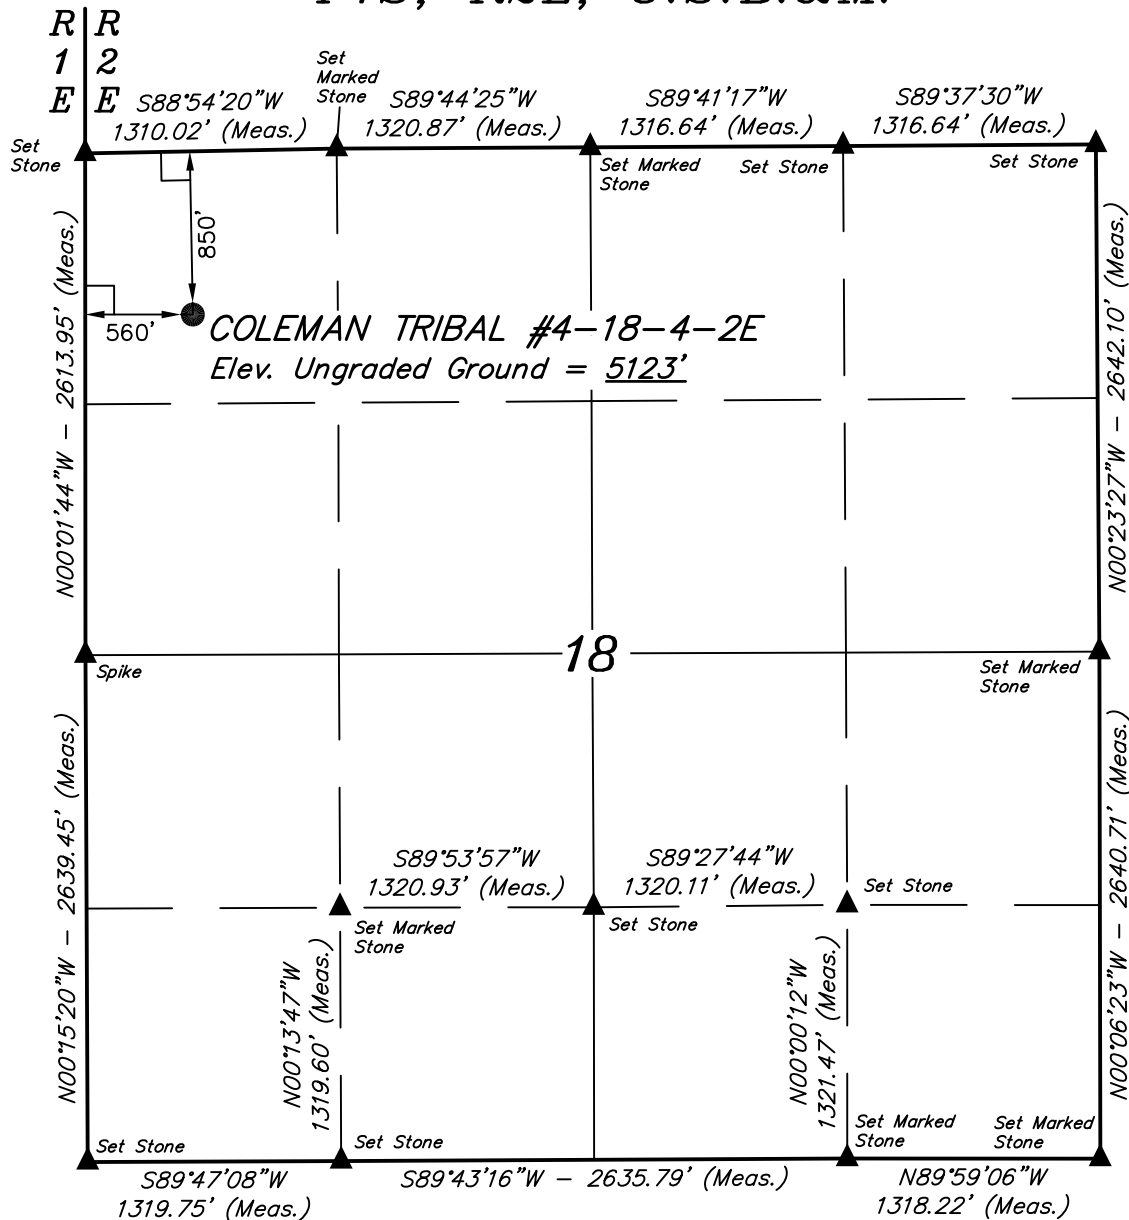 R 2
1 2
E E
Set
Marked
Stone
S88°54'20"W
1310.02' (Meas.)
S89°44'25"W
1320.87' (Meas.)
S89°41'17"W
1316.64' (Meas.)
S89°37'30"W
1316.64' (Meas.)
Set
Stone
Set Marked
Stone
Set Stone
Set Stone
850'
560'
COLEMAN TRIBAL #4-18-4-2E
Elev. Ungraded Ground = 5123'
N00°01'44"W - 2613.95' (Meas.)
N00°23'27"W - 2642.10' (Meas.)
18
Spike
Set Marked
Stone
N00°15'20"W - 2639.45' (Meas.)
N00°06'23"W - 2640.71' (Meas.)
S89°53'57"W
1320.93' (Meas.)
S89°27'44"W
1320.11' (Meas.)
Set Stone
Set Marked
Stone
Set Stone
N00°13'47"W
1319.60' (Meas.)
N00°00'12"W
1321.47' (Meas.)
Set Stone
Set Stone
Set Marked
Stone
Set Marked
Stone
S89°47'08"W
1319.75' (Meas.)
S89°43'16"W - 2635.79' (Meas.)
N89°59'06"W
1318.22' (Meas.)